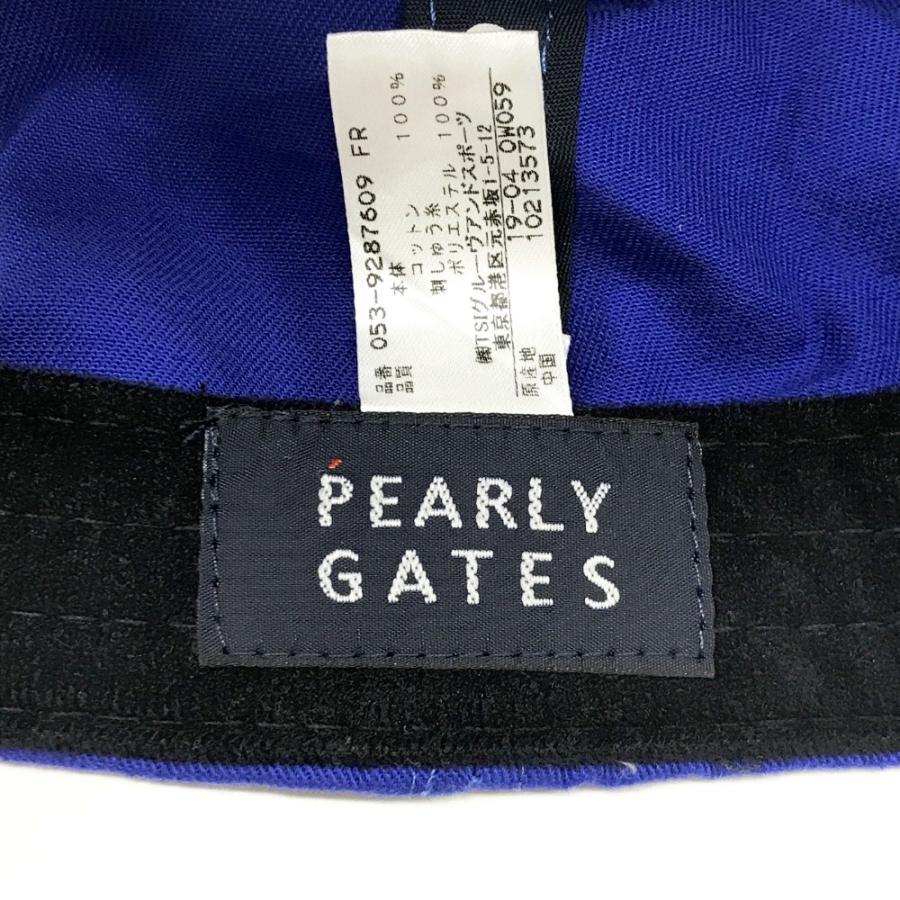 品番 053-9287609 FR
品質 本体 100%
コットン
刺しゅう糸 100%
ポリエステル
㈱TSIグルーヴアンドスポーツ
東京都港区元赤坂1-5-12
原産地 19-04 0W059
中国 10213573
PEARLY
GATES